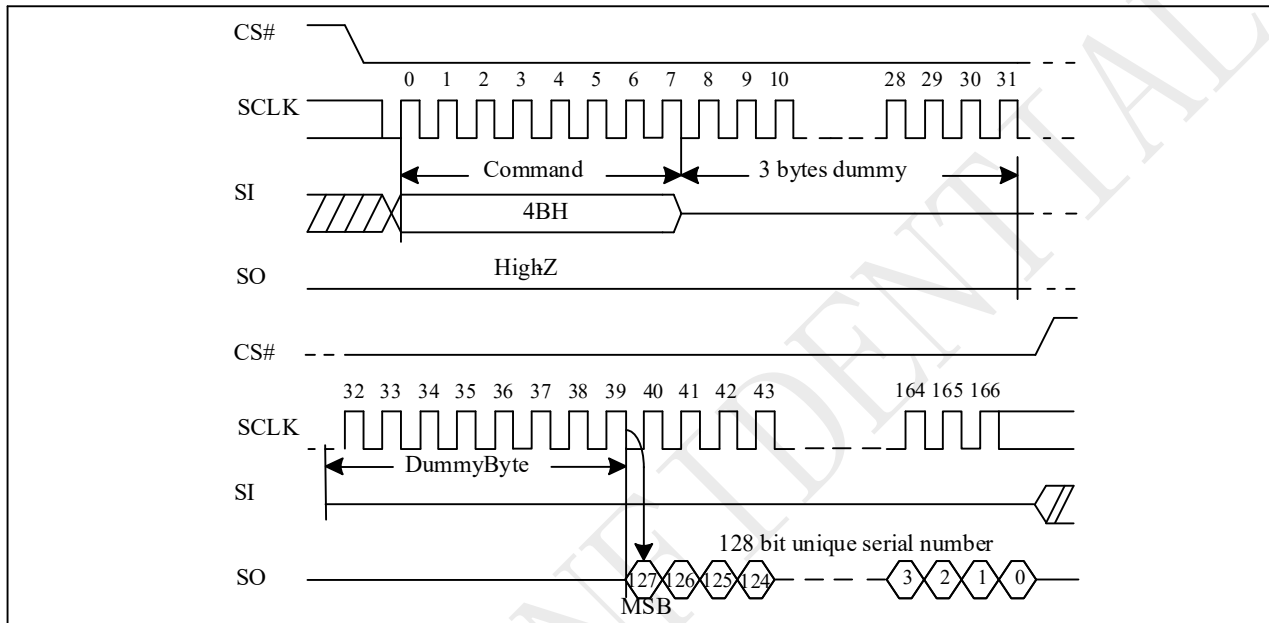 CS#
0 1 2 3 4 5 6 7 8 9 10 28 29 30 31
SCLK
Command 3 bytes dummy
SI
4BH
High-Z
SO
CS#
32 33 34 35 36 37 38 39 40 41 42 43 164 165 166
SCLK
DummyByte
SI
128 bit unique serial number
SO 127 126 125 124 3 2 1 0
MSB